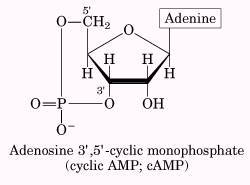 5'
O—CH₂
O
Adenine
H H
H H
3'
O=P—O OH
O⁻
Adenosine 3',5'-cyclic monophosphate
(cyclic AMP; cAMP)